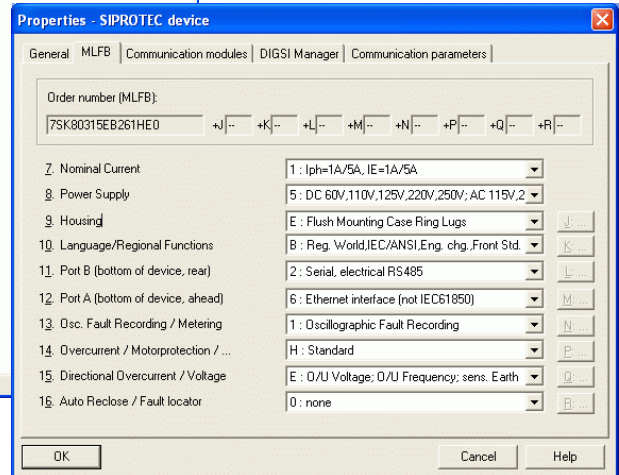 Properties - SIPROTEC device
General MLFB Communication modules DIGSI Manager Communication parameters
Order number (MLFB):
7SK80315EB261HE0 +J -- +K -- +L -- +M -- +N -- +P -- +Q -- +R --
7. Nominal Current 1 : Iph=1A/5A, IE=1A/5A
8. Power Supply 5 : DC 60V,110V,125V,220V,250V; AC 115V,2
9. Housing E : Flush Mounting Case Ring Lugs J: ...
10. Language/Regional Functions B : Reg. World,IEC/ANSI,Eng. chg.,Front Std. K: ...
11. Port B (bottom of device, rear) 2 : Serial, electrical RS485 L: ...
12. Port A (bottom of device, ahead) 6 : Ethernet interface (not IEC61850) M: ...
13. Osc. Fault Recording / Metering 1 : Oscillographic Fault Recording N: ...
14. Overcurrent / Motorprotection / ... H : Standard P: ...
15. Directional Overcurrent / Voltage E : O/U Voltage; O/U Frequency; sens. Earth Q: ...
16. Auto Reclose / Fault locator 0 : none R: ...
OK Cancel Help